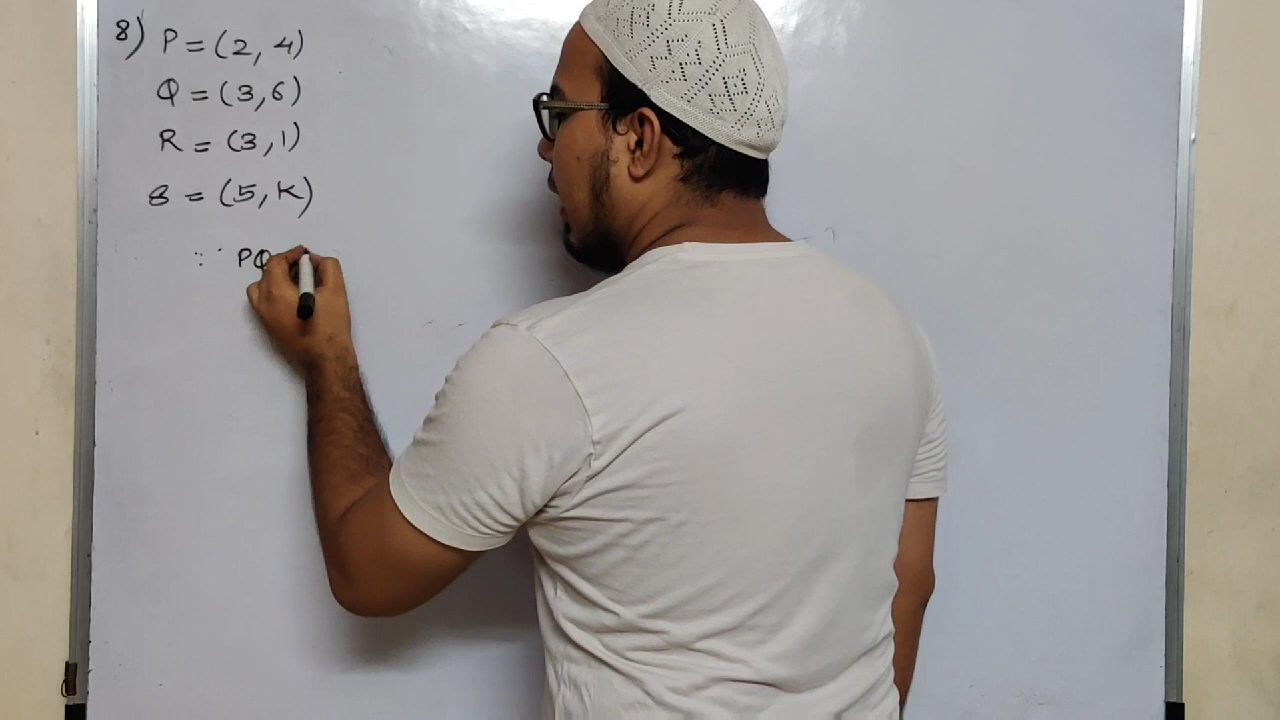 8) P = (2, 4)
Q = (3, 6)
R = (3, 1)
S = (5, K)
∵ PQ